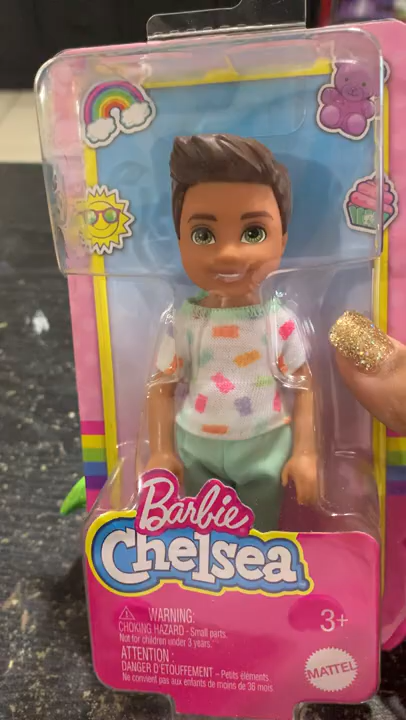 Barbie
Chelsea
WARNING:
CHOKING HAZARD - Small parts.
Not for children under 3 years.
3+
ATTENTION :
DANGER D'ÉTOUFFEMENT – Petits éléments
Ne convient pas aux enfants de moins de 36 mois.
MATTEL